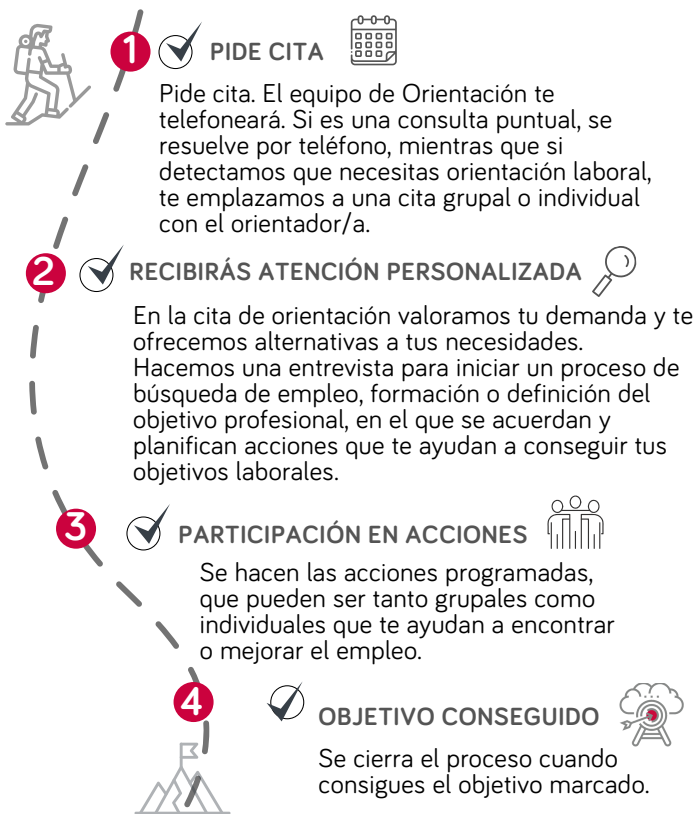 1 PIDE CITA
Pide cita. El equipo de Orientación te
telefoneará. Si es una consulta puntual, se
resuelve por teléfono, mientras que si
detectamos que necesitas orientación laboral,
te emplazamos a una cita grupal o individual
con el orientador/a.
2 RECIBIRÁS ATENCIÓN PERSONALIZADA
En la cita de orientación valoramos tu demanda y te
ofrecemos alternativas a tus necesidades.
Hacemos una entrevista para iniciar un proceso de
búsqueda de empleo, formación o definición del
objetivo profesional, en el que se acuerdan y
planifican acciones que te ayudan a conseguir tus
objetivos laborales.
3 PARTICIPACIÓN EN ACCIONES
Se hacen las acciones programadas,
que pueden ser tanto grupales como
individuales que te ayudan a encontrar
o mejorar el empleo.
4 OBJETIVO CONSEGUIDO
Se cierra el proceso cuando
consigues el objetivo marcado.